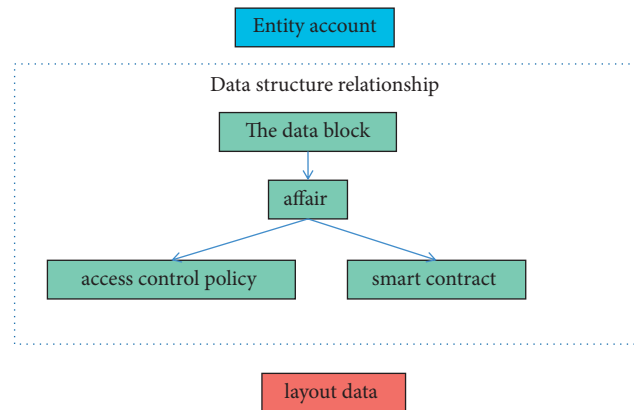 Entity account
Data structure relationship
The data block
affair
access control policy
smart contract
layout data